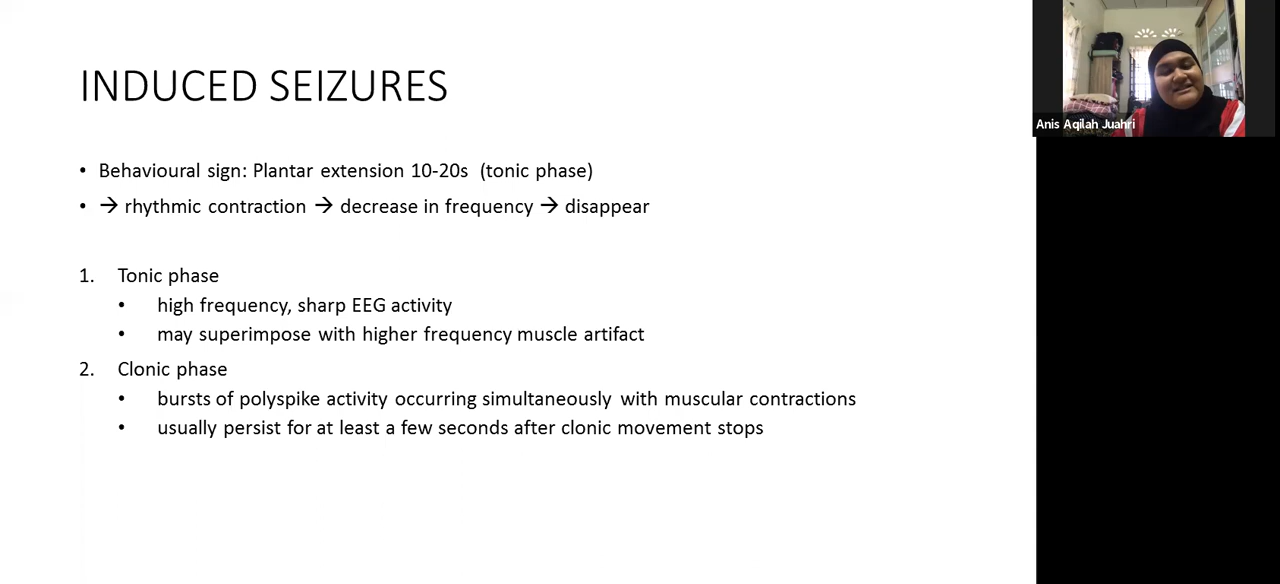 INDUCED SEIZURES
Anis Aqilah Juahri
• Behavioural sign: Plantar extension 10-20s (tonic phase)
• → rhythmic contraction → decrease in frequency → disappear
1. Tonic phase
• high frequency, sharp EEG activity
• may superimpose with higher frequency muscle artifact
2. Clonic phase
• bursts of polyspike activity occurring simultaneously with muscular contractions
• usually persist for at least a few seconds after clonic movement stops